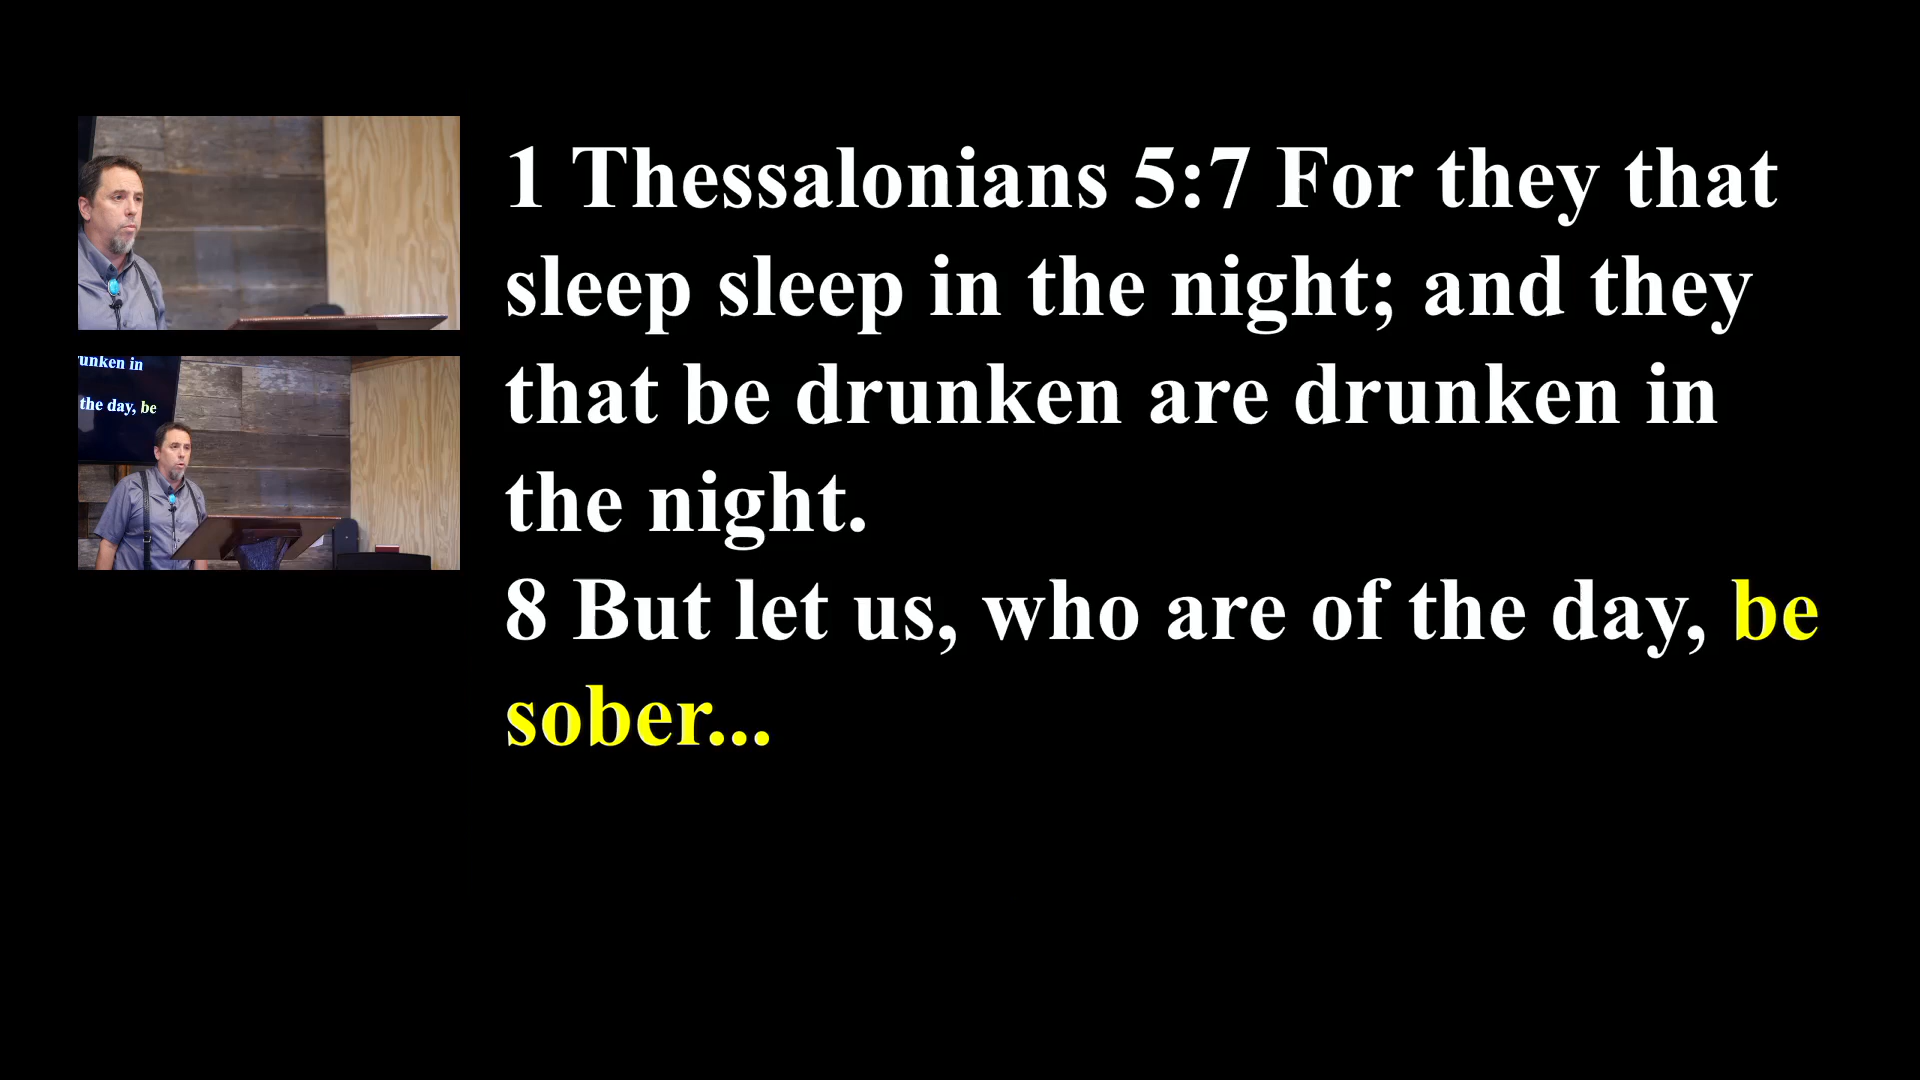 1 Thessalonians 5:7 For they that
sleep sleep in the night; and they
that be drunken are drunken in
the night.
8 But let us, who are of the day, be
sober...
unken in
the day, be